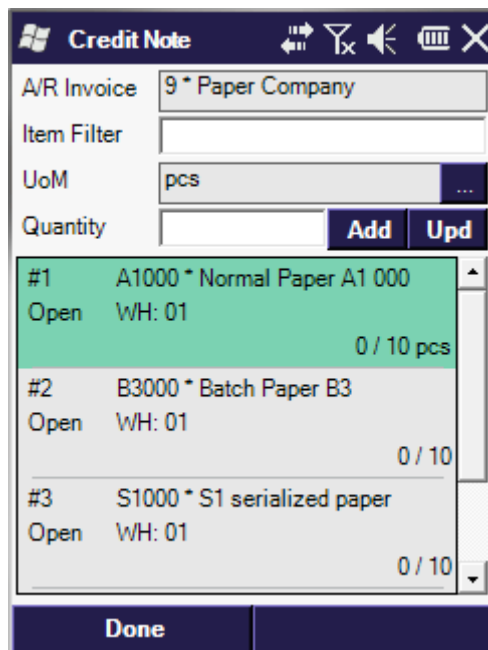 Credit Note
A/R Invoice 9 * Paper Company
Item Filter
UoM pcs ...
Quantity Add Upd
#1 A1000 * Normal Paper A1 000
Open WH: 01
0 / 10 pcs
#2 B3000 * Batch Paper B3
Open WH: 01
0 / 10
#3 S1000 * S1 serialized paper
Open WH: 01
0 / 10
Done